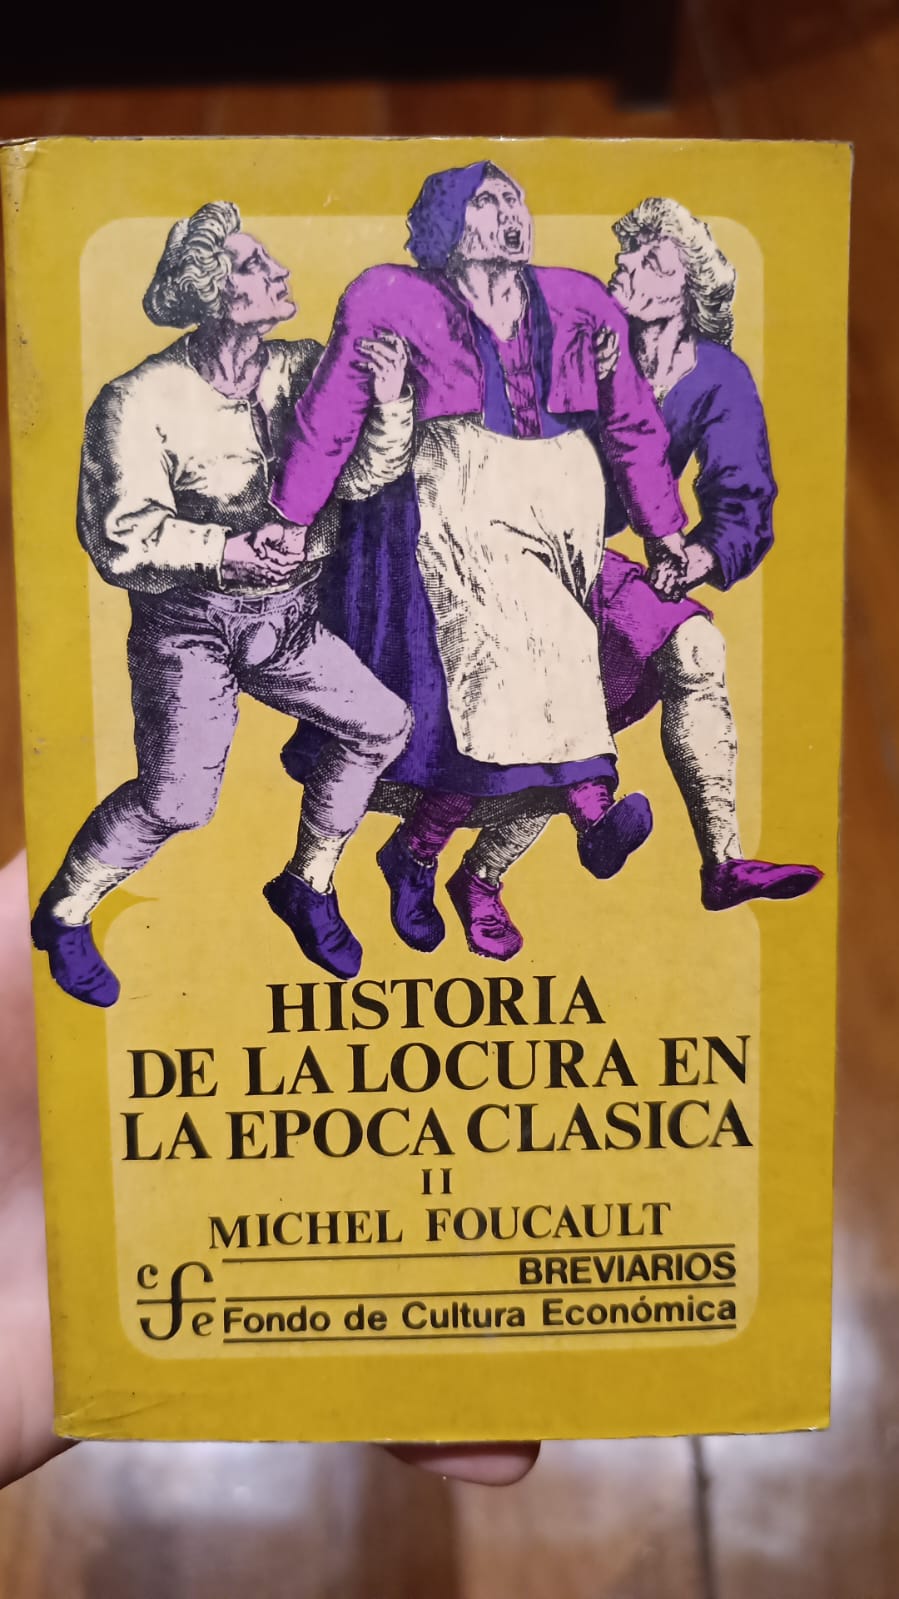 HISTORIA
DE LA LOCURA EN
LA EPOCA CLASICA
II
MICHEL FOUCAULT
BREVIARIOS
cfe
Fondo de Cultura Económica